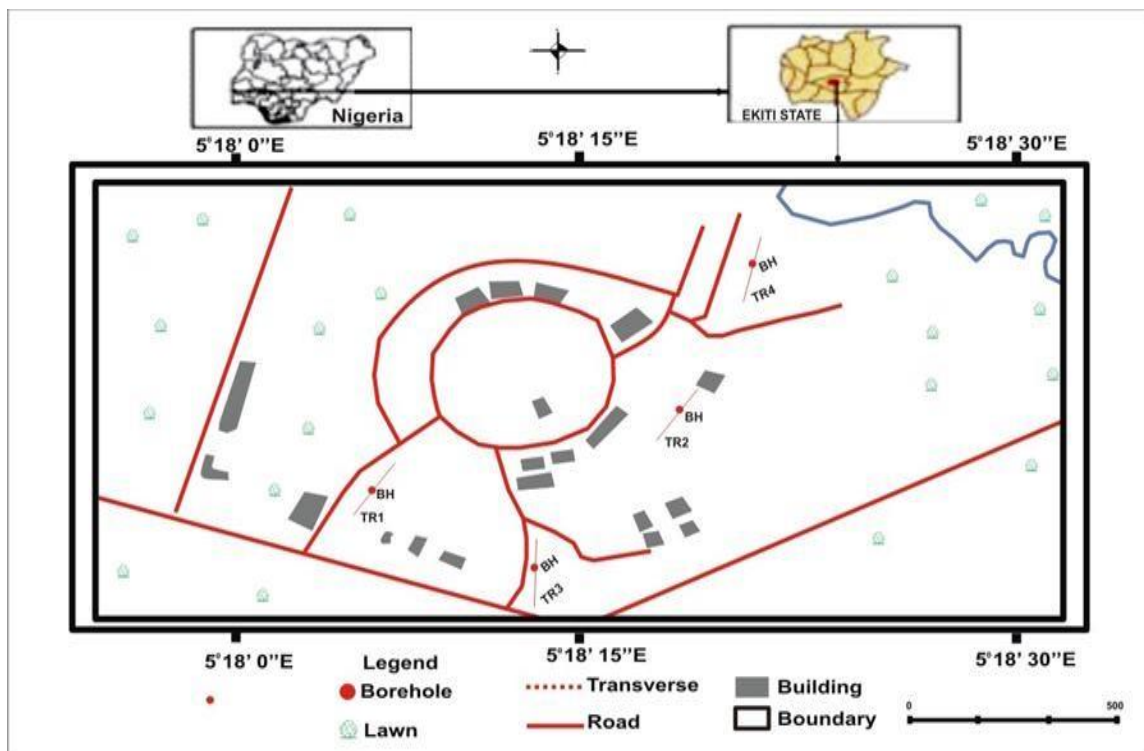 Nigeria
EKITI STATE
5°18' 0''E
5°18' 15''E
5°18' 30''E
BH
TR4
BH
TR2
BH
TR1
BH
TR3
5°18' 0''E
5°18' 15''E
5°18' 30''E
Legend
Borehole
Transverse
Building
Lawn
Road
Boundary
0
500